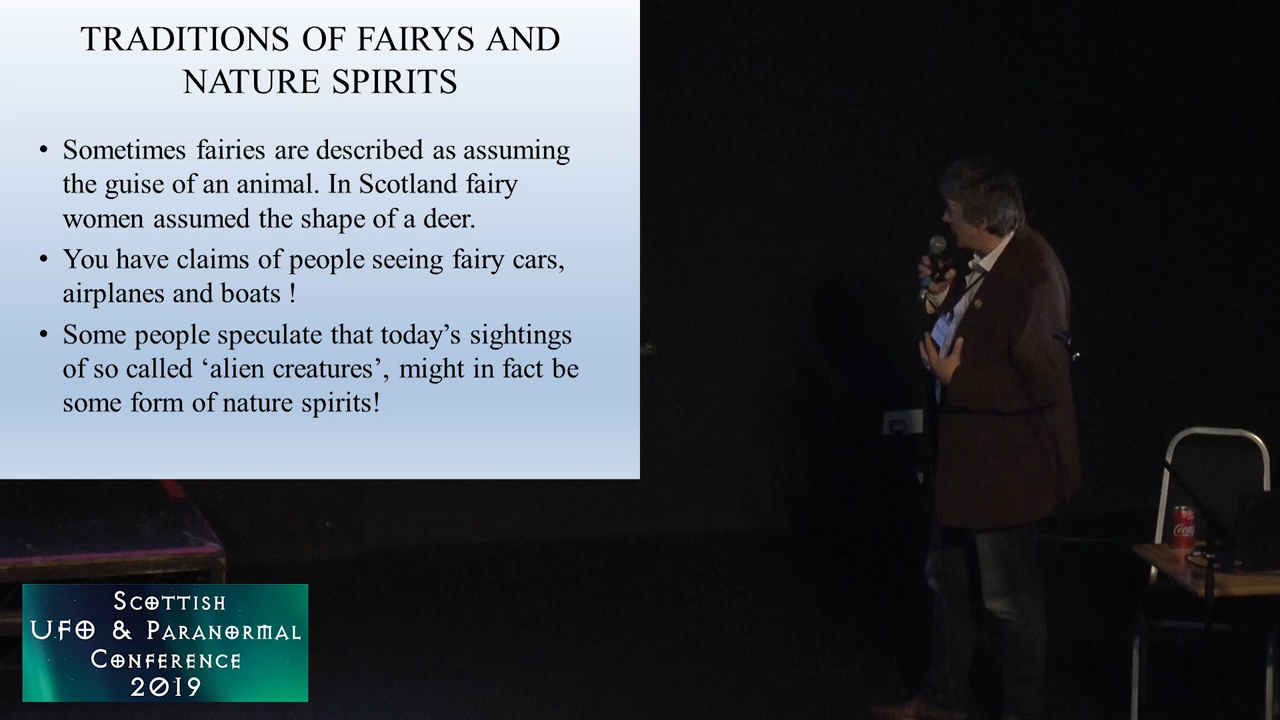 TRADITIONS OF FAIRYS AND
NATURE SPIRITS
• Sometimes fairies are described as assuming
the guise of an animal. In Scotland fairy
women assumed the shape of a deer.
• You have claims of people seeing fairy cars,
airplanes and boats !
• Some people speculate that today’s sightings
of so called ‘alien creatures’, might in fact be
some form of nature spirits!
SCOTTISH
UFO & PARANORMAL
CONFERENCE
2019